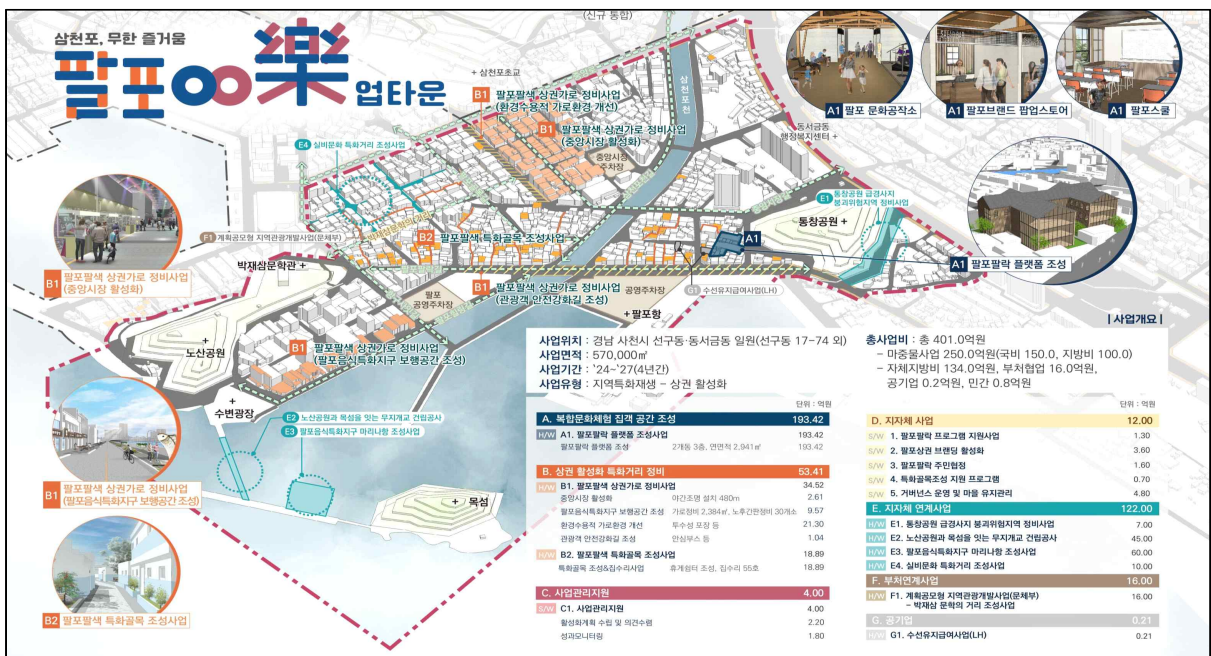 (신규 통합)
삼천포, 무한 즐거움
팔포∞樂 업타운
+ 삼천포초교
B1 팔포팔색 상권가로 정비사업
(환경수용적 가로환경 개선)
B1 팔포팔색 상권가로 정비사업
(중앙시장 활성화)
중앙시장
주차장
삼천포천
동서금동
행정복지센터 +
A1 팔포 문화공작소
A1 팔포브랜드 팝업스토어
A1 팔포스쿨
E4 실비문화 특화거리 조성사업
E1 통창공원 급경사지
붕괴위험지역 정비사업
통창공원 +
F1 계획공모형 지역관광개발사업(문체부)
박재삼문학거리
B2 팔포팔색 특화골목 조성사업
A1
A1 팔포팔락 플랫폼 조성
B1 팔포팔색 상권가로 정비사업
(중앙시장 활성화)
박재삼문학관 +
팔포
공영주차장
B1 팔포팔색 상권가로 정비사업
(관광객 안전강화길 조성)
공영주차장
G1 수선유지급여사업(LH)
+ 팔포항
노산공원
+
B1 팔포팔색 상권가로 정비사업
(팔포음식특화지구 보행공간 조성)
수변광장
+
E2 노산공원과 목섬을 잇는 무지개교 건립공사
E3 팔포음식특화지구 마리나항 조성사업
+ 목섬
B1 팔포팔색 상권가로 정비사업
(팔포음식특화지구 보행공간 조성)
B2 팔포팔색 특화골목 조성사업
| 사업개요 |
사업위치 : 경남 사천시 선구동·동서금동 일원(선구동 17-74 외)
사업면적 : 570,000㎡
사업기간 : '24~'27(4년간)
사업유형 : 지역특화재생 – 상권 활성화
총사업비 : 총 401.0억원
– 마중물사업 250.0억원(국비 150.0, 지방비 100.0)
– 자체지방비 134.0억원, 부처협업 16.0억원,
공기업 0.2억원, 민간 0.8억원
단위 : 억원
A. 복합문화체험 집객 공간 조성 193.42
H/W A1. 팔포팔락 플랫폼 조성사업 193.42
팔포팔락 플랫폼 조성 2개동 3층, 연면적 2,941㎡ 193.42
B. 상권 활성화 특화거리 정비 53.41
H/W B1. 팔포팔색 상권가로 정비사업 34.52
중앙시장 활성화 야간조명 설치 480m 2.61
팔포음식특화지구 보행공간 조성 가로정비 2,384㎡, 노후간판정비 30개소 9.57
환경수용적 가로환경 개선 투수성 포장 등 21.30
관광객 안전강화길 조성 안심부스 등 1.04
H/W B2. 팔포팔색 특화골목 조성사업 18.89
특화골목 조성&집수리사업 휴게쉼터 조성, 집수리 55호 18.89
C. 사업관리지원 4.00
S/W C1. 사업관리지원 4.00
활성화계획 수립 및 의견수렴 2.20
성과모니터링 1.80
단위 : 억원
D. 지자체 사업 12.00
S/W 1. 팔포팔락 프로그램 지원사업 1.30
S/W 2. 팔포상권 브랜딩 활성화 3.60
S/W 3. 팔포팔락 주민협정 1.60
S/W 4. 특화골목조성 지원 프로그램 0.70
S/W 5. 거버넌스 운영 및 마을 유지관리 4.80
E. 지자체 연계사업 122.00
H/W E1. 통창공원 급경사지 붕괴위험지역 정비사업 7.00
H/W E2. 노산공원과 목섬을 잇는 무지개교 건립공사 45.00
H/W E3. 팔포음식특화지구 마리나항 조성사업 60.00
H/W E4. 실비문화 특화거리 조성사업 10.00
F. 부처연계사업 16.00
H/W F1. 계획공모형 지역관광개발사업(문체부) 16.00
– 박재삼 문학의 거리 조성사업
G. 공기업 0.21
H/W G1. 수선유지급여사업(LH) 0.21